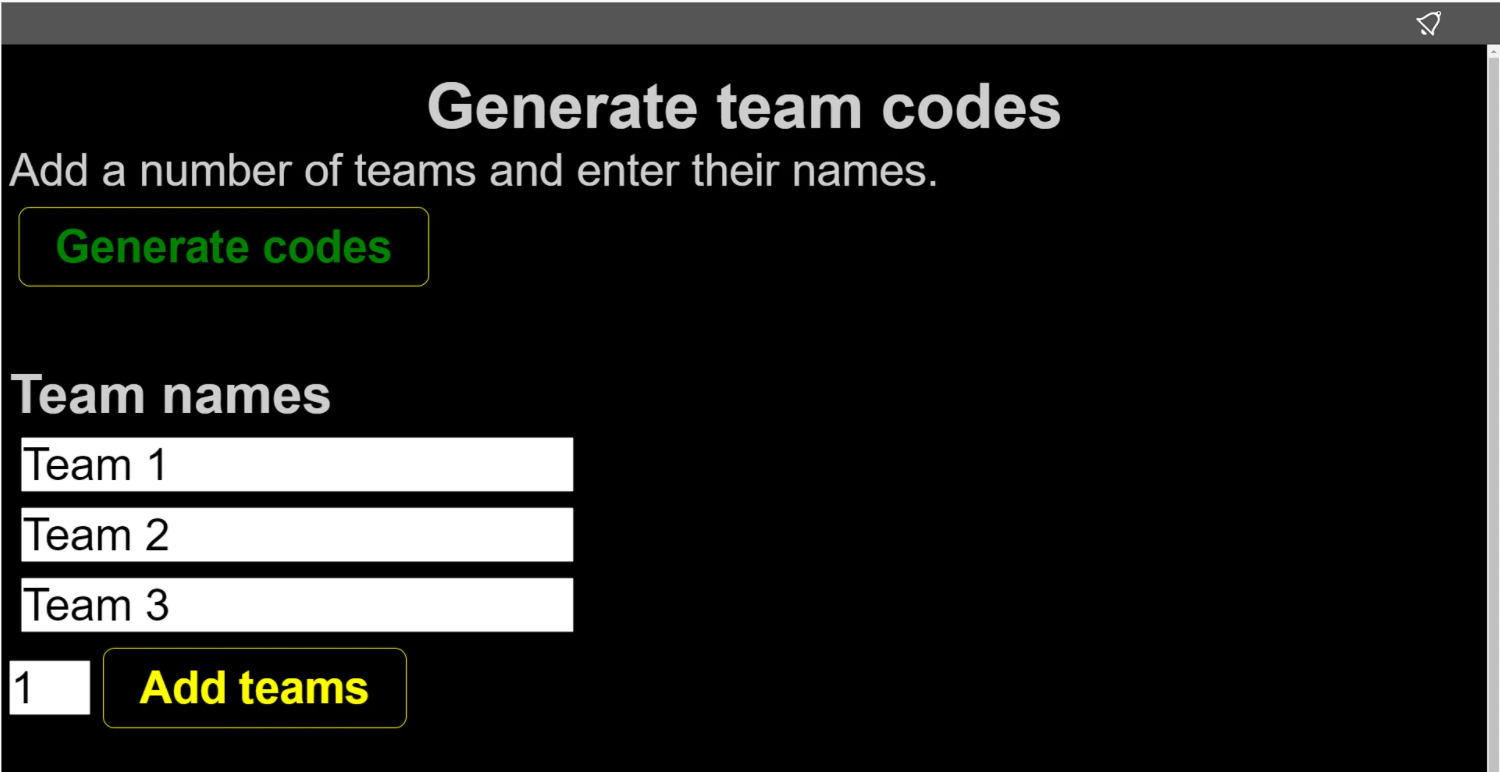 Generate team codes
Add a number of teams and enter their names.
Generate codes
Team names
Team 1
Team 2
Team 3
1 Add teams